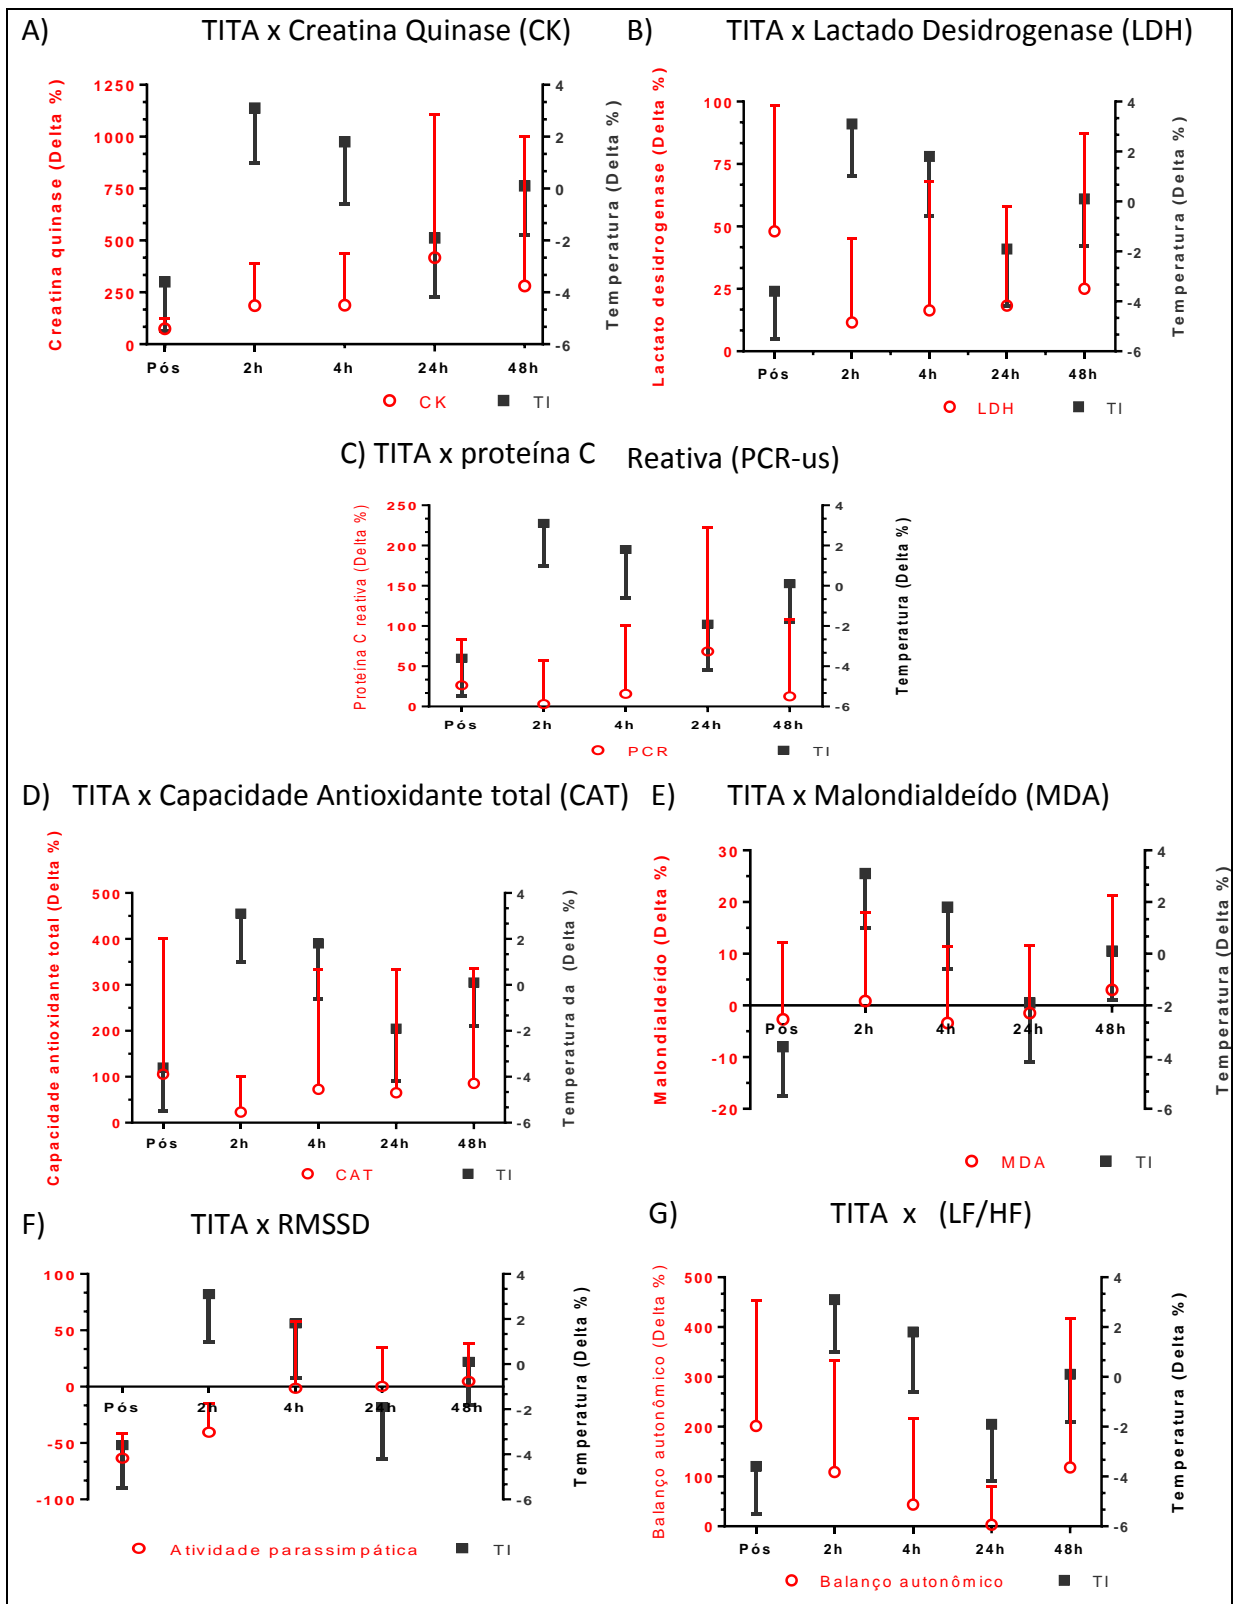 A) TITA x Creatina Quinase (CK)
Creatina quinase (Delta %)
1250
1000
750
500
250
0
4
2
0
-2
-4
-6
Temperatura (Delta %)
Pós 2h 4h 24h 48h
CK TI
B) TITA x Lactado Desidrogenase (LDH)
Lactato desidrogenase (Delta %)
100
75
50
25
0
4
2
0
-2
-4
-6
Temperatura (Delta %)
Pós 2h 4h 24h 48h
LDH TI
C) TITA x proteína C Reativa (PCR-us)
Proteína C reativa (Delta %)
250
200
150
100
50
0
4
2
0
-2
-4
-6
Temperatura (Delta %)
Pós 2h 4h 24h 48h
PCR TI
D) TITA x Capacidade Antioxidante total (CAT)
Capacidade antioxidante total (Delta %)
500
400
300
200
100
0
4
2
0
-2
-4
-6
Temperatura da (Delta %)
Pós 2h 4h 24h 48h
CAT TI
E) TITA x Malondialdeído (MDA)
Malondialdeído (Delta %)
30
20
10
0
-10
-20
4
2
0
-2
-4
-6
Temperatura (Delta %)
Pós 2h 4h 24h 48h
MDA TI
F) TITA x RMSSD
100
50
0
-50
-100
4
2
0
-2
-4
-6
Temperatura (Delta %)
Pós 2h 4h 24h 48h
Atividade parassimpática TI
G) TITA x (LF/HF)
Balanço autonômico (Delta %)
500
400
300
200
100
0
4
2
0
-2
-4
-6
Temperatura (Delta %)
Pós 2h 4h 24h 48h
Balanço autonômico TI